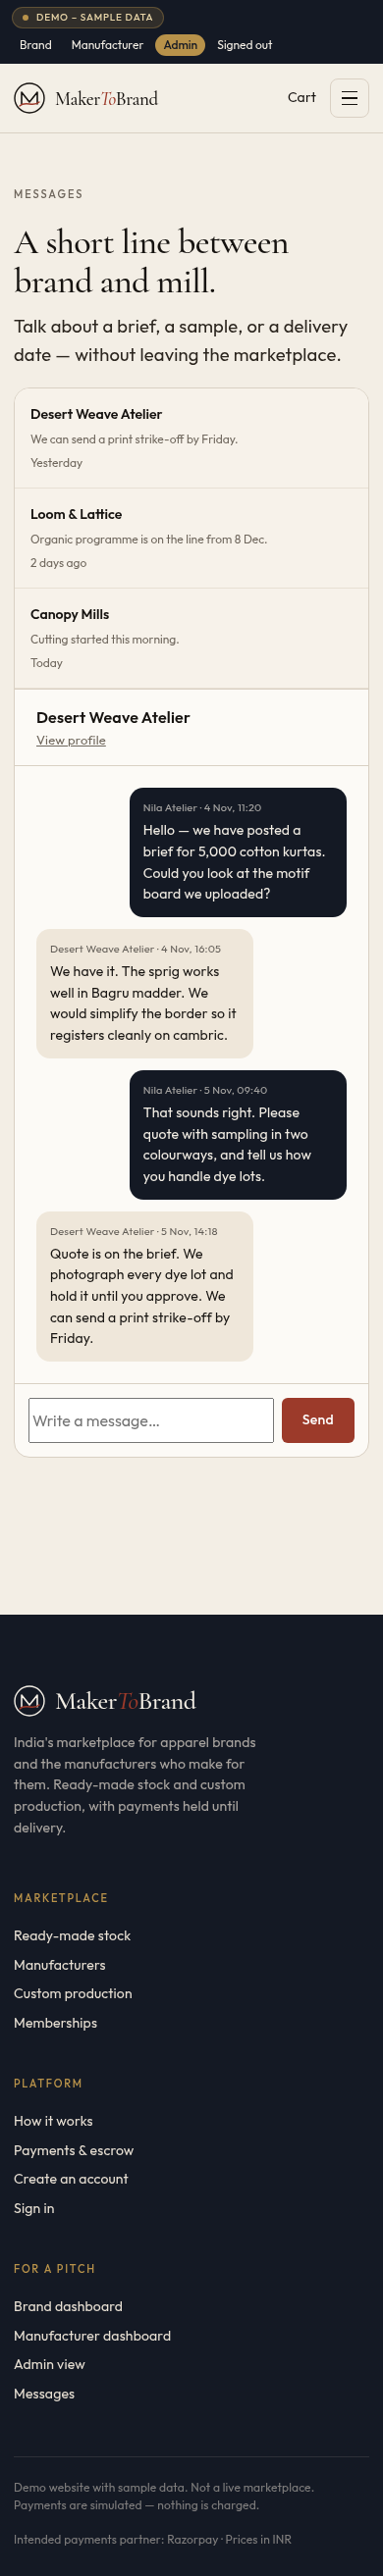 DEMO – SAMPLE DATA
Brand Manufacturer Admin Signed out
MakerToBrand Cart
MESSAGES
A short line between
brand and mill.
Talk about a brief, a sample, or a delivery
date — without leaving the marketplace.
Desert Weave Atelier
We can send a print strike-off by Friday.
Yesterday
Loom & Lattice
Organic programme is on the line from 8 Dec.
2 days ago
Canopy Mills
Cutting started this morning.
Today
Desert Weave Atelier
View profile
Nila Atelier · 4 Nov, 11:20
Hello — we have posted a
brief for 5,000 cotton kurtas.
Could you look at the motif
board we uploaded?
Desert Weave Atelier · 4 Nov, 16:05
We have it. The sprig works
well in Bagru madder. We
would simplify the border so it
registers cleanly on cambric.
Nila Atelier · 5 Nov, 09:40
That sounds right. Please
quote with sampling in two
colourways, and tell us how
you handle dye lots.
Desert Weave Atelier · 5 Nov, 14:18
Quote is on the brief. We
photograph every dye lot and
hold it until you approve. We
can send a print strike-off by
Friday.
Write a message... Send
MakerToBrand
India's marketplace for apparel brands
and the manufacturers who make for
them. Ready-made stock and custom
production, with payments held until
delivery.
MARKETPLACE
Ready-made stock
Manufacturers
Custom production
Memberships
PLATFORM
How it works
Payments & escrow
Create an account
Sign in
FOR A PITCH
Brand dashboard
Manufacturer dashboard
Admin view
Messages
Demo website with sample data. Not a live marketplace.
Payments are simulated — nothing is charged.
Intended payments partner: Razorpay · Prices in INR